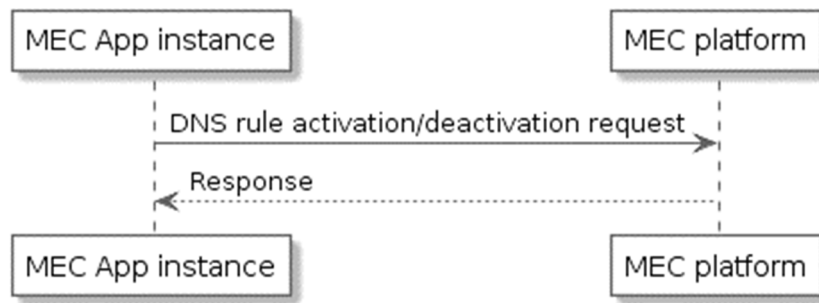 MEC App instance
MEC platform
DNS rule activation/deactivation request
Response
MEC App instance
MEC platform